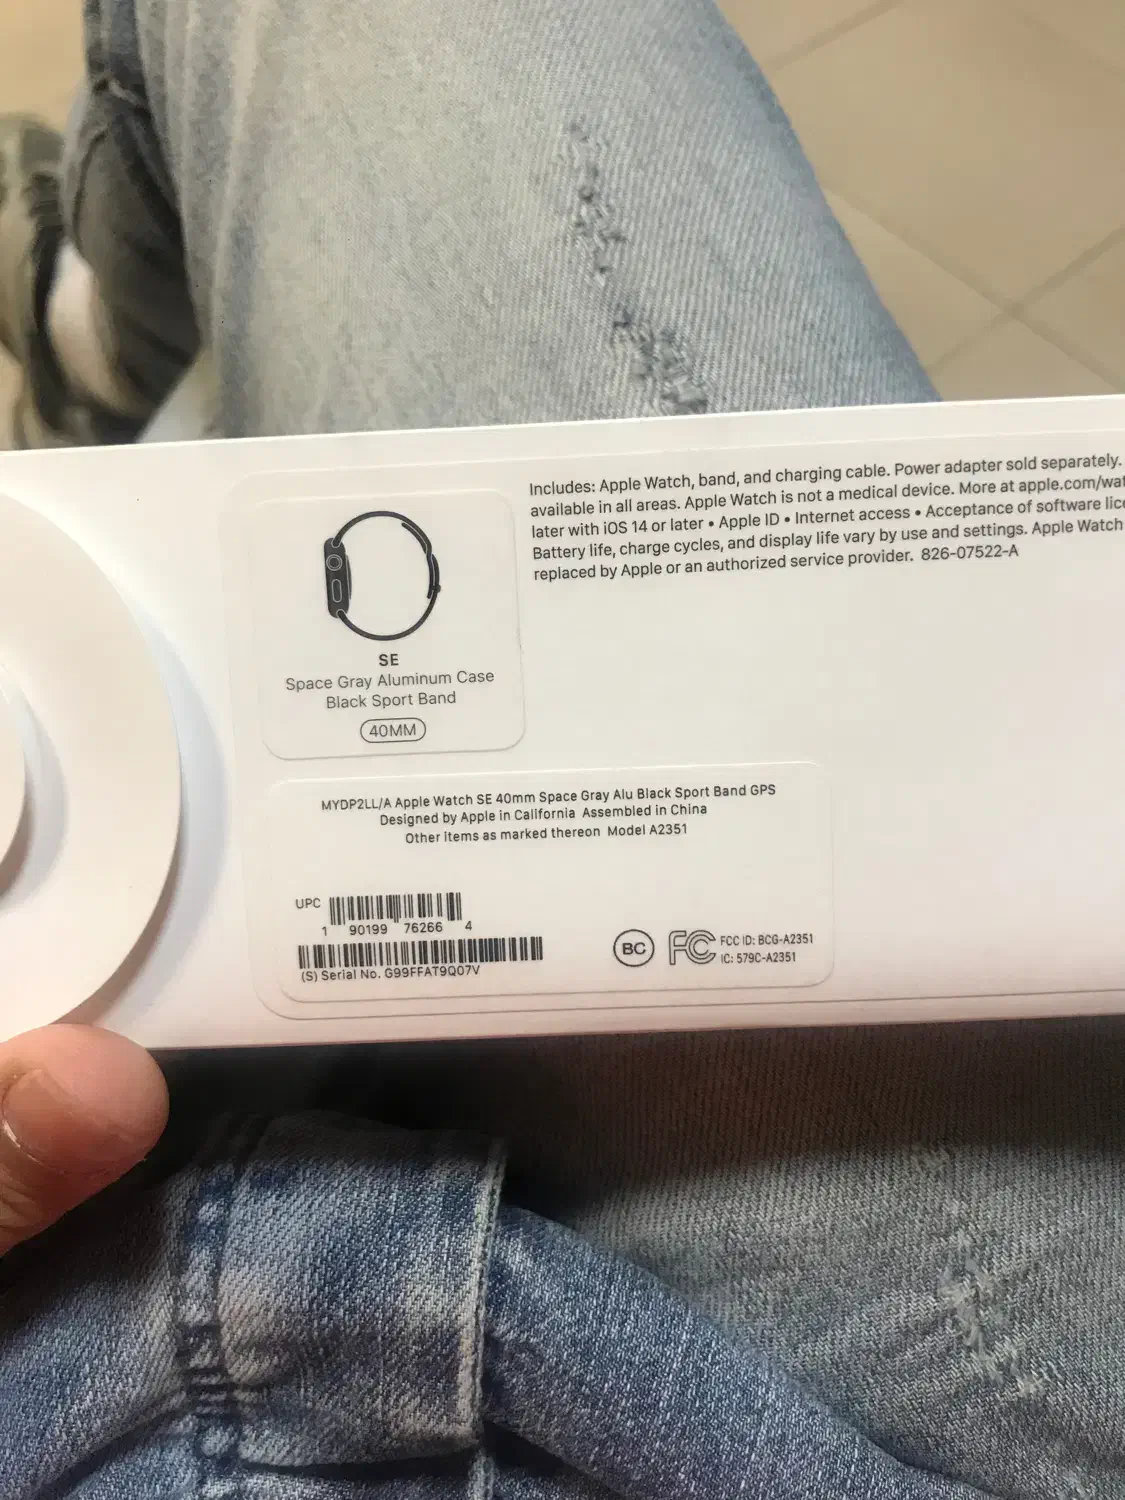 Includes: Apple Watch, band, and charging cable. Power adapter sold separately.
available in all areas. Apple Watch is not a medical device. More at apple.com/wat
later with iOS 14 or later • Apple ID • Internet access • Acceptance of software lice
Battery life, charge cycles, and display life vary by use and settings. Apple Watch
replaced by Apple or an authorized service provider. 826-07522-A
SE
Space Gray Aluminum Case
Black Sport Band
40MM
MYDP2LL/A Apple Watch SE 40mm Space Gray Alu Black Sport Band GPS
Designed by Apple in California Assembled in China
Other items as marked thereon Model A2351
UPC
1 90199 76266 4
(S) Serial No. G99FFAT9Q07V
BC
FC
FCC ID: BCG-A2351
IC: 579C-A2351